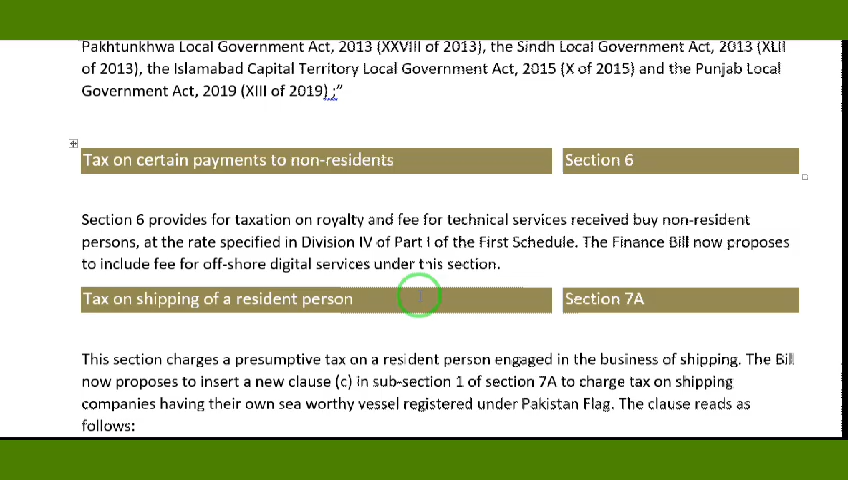 Pakhtunkhwa Local Government Act, 2013 (XXVIII of 2013), the Sindh Local Government Act, 2013 (XLII
of 2013), the Islamabad Capital Territory Local Government Act, 2015 (X of 2015) and the Punjab Local
Government Act, 2019 (XIII of 2019) ;”
Tax on certain payments to non-residents Section 6
Section 6 provides for taxation on royalty and fee for technical services received buy non-resident
persons, at the rate specified in Division IV of Part I of the First Schedule. The Finance Bill now proposes
to include fee for off-shore digital services under this section.
Tax on shipping of a resident person Section 7A
This section charges a presumptive tax on a resident person engaged in the business of shipping. The Bill
now proposes to insert a new clause (c) in sub-section 1 of section 7A to charge tax on shipping
companies having their own sea worthy vessel registered under Pakistan Flag. The clause reads as
follows: